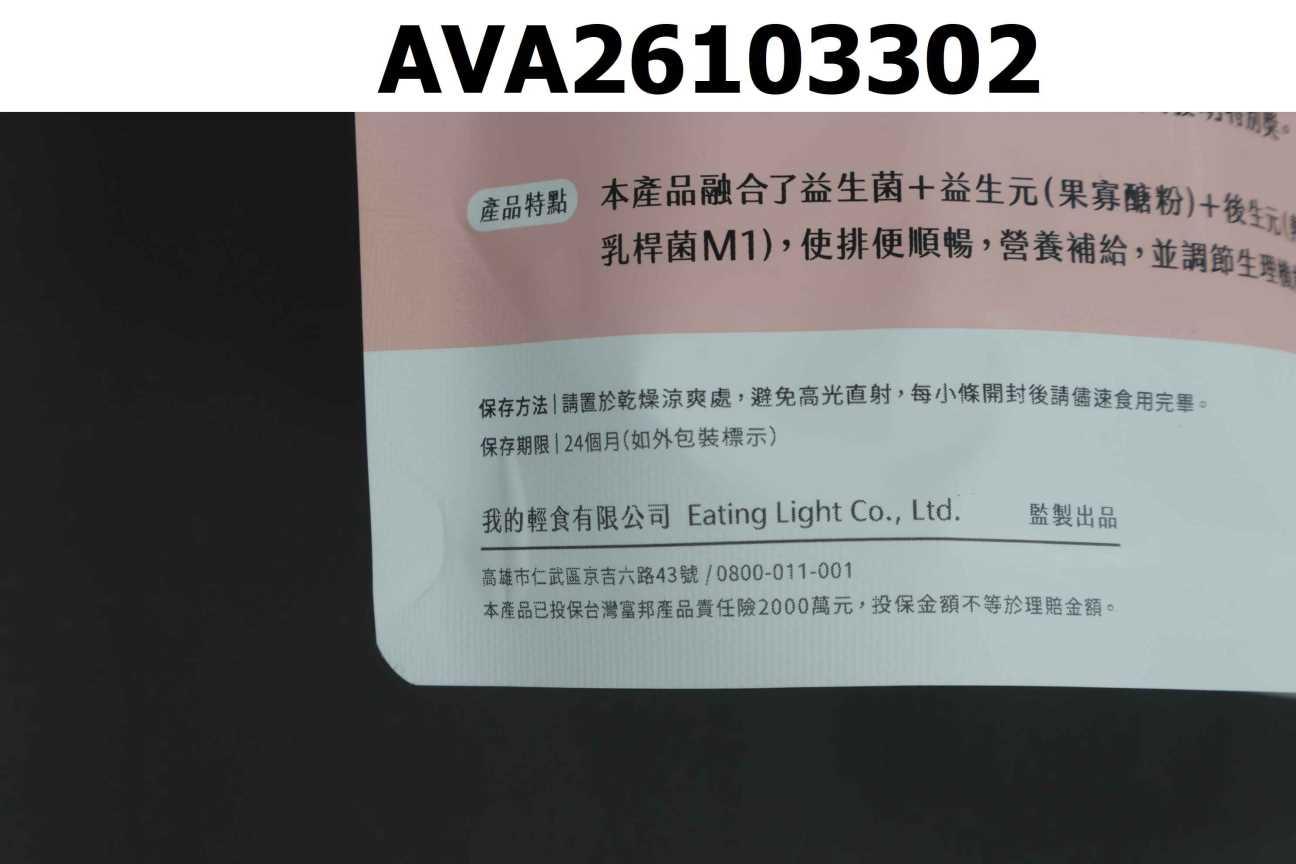 AVA26103302
特別獎。
產品特點
本產品融合了益生菌＋益生元(果寡醣粉)＋後生元(
乳桿菌M1)，使排便順暢，營養補給，並調節生理機
保存方法|請置於乾燥涼爽處，避免高光直射，每小條開封後請儘速食用完畢。
保存期限|24個月(如外包裝標示)
我的輕食有限公司 Eating Light Co., Ltd. 監製出品
高雄市仁武區京吉六路43號/0800-011-001
本產品已投保台灣富邦產品責任險2000萬元，投保金額不等於理賠金額。